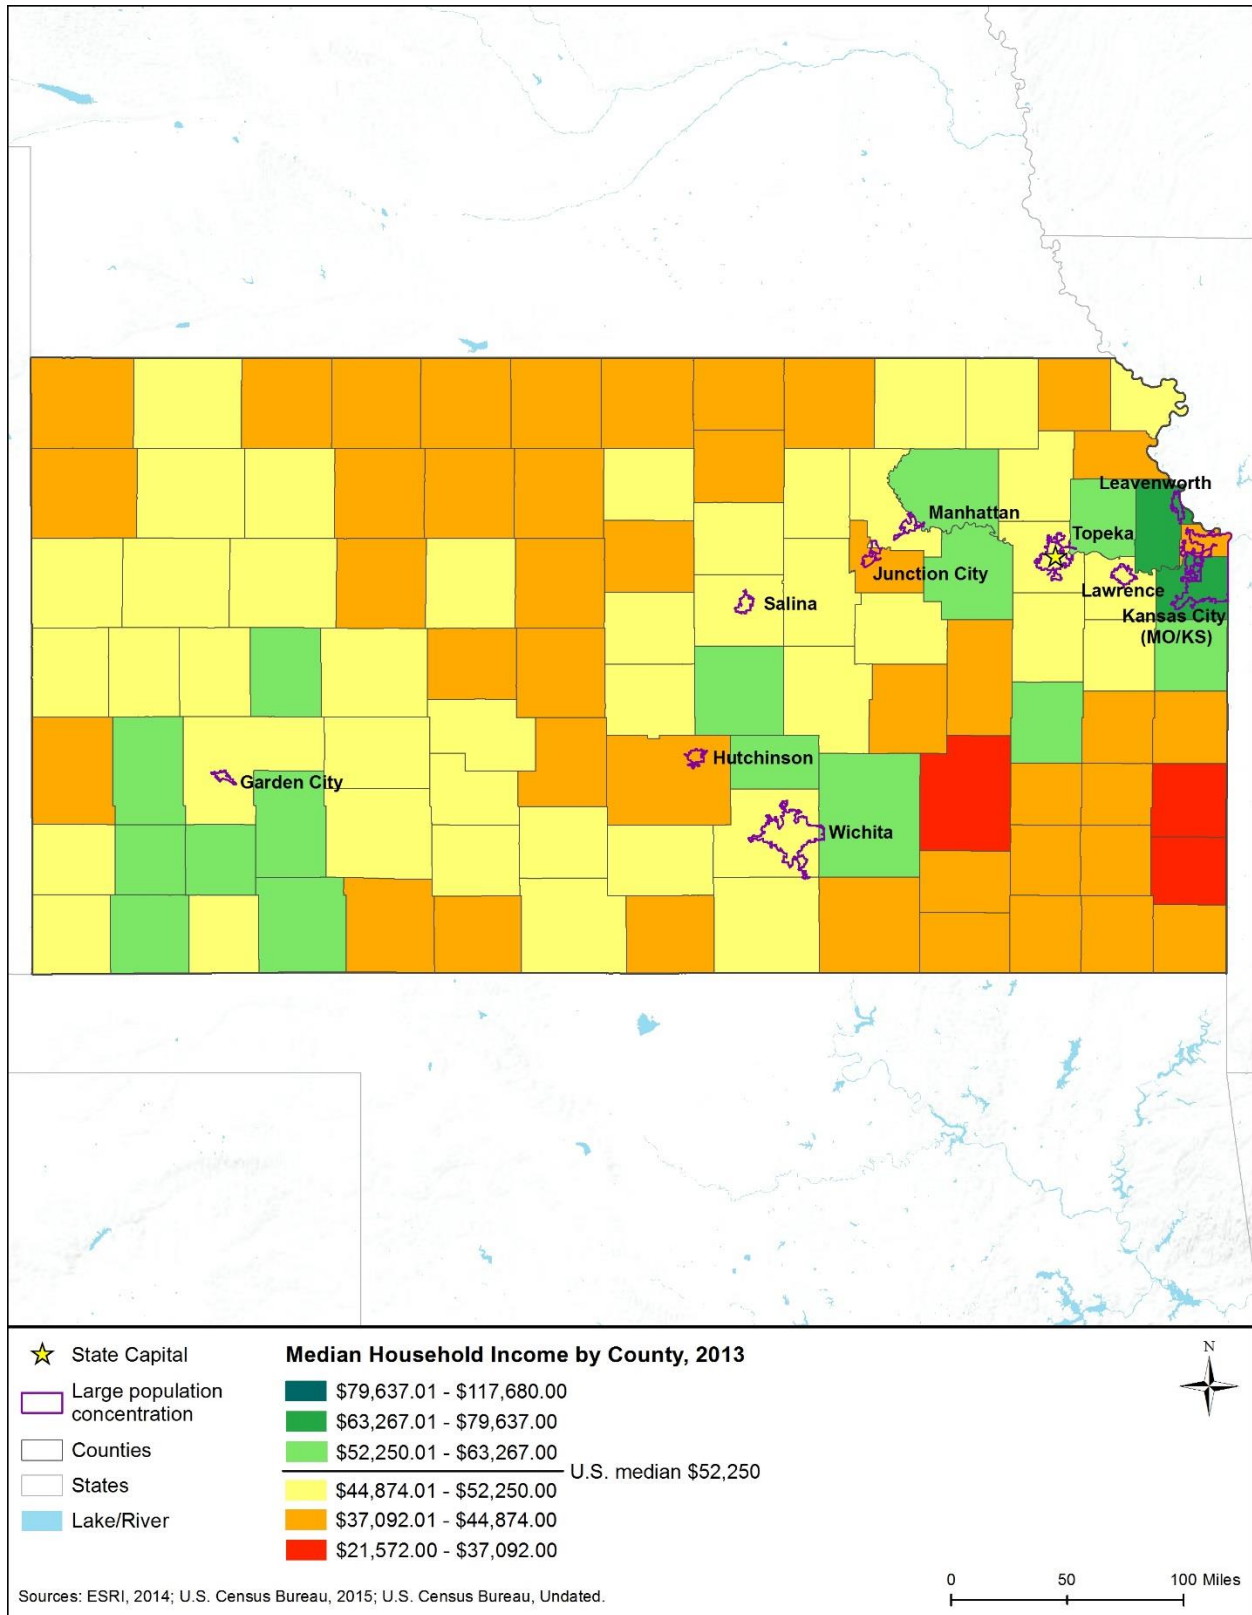 Leavenworth
Manhattan
Topeka
Junction City
Lawrence
Salina
Kansas City
(MO/KS)
Hutchinson
Garden City
Wichita
State Capital
Large population
concentration
Counties
States
Lake/River
Median Household Income by County, 2013
$79,637.01 - $117,680.00
$63,267.01 - $79,637.00
$52,250.01 - $63,267.00
U.S. median $52,250
$44,874.01 - $52,250.00
$37,092.01 - $44,874.00
$21,572.00 - $37,092.00
N
0 50 100 Miles
Sources: ESRI, 2014; U.S. Census Bureau, 2015; U.S. Census Bureau, Undated.